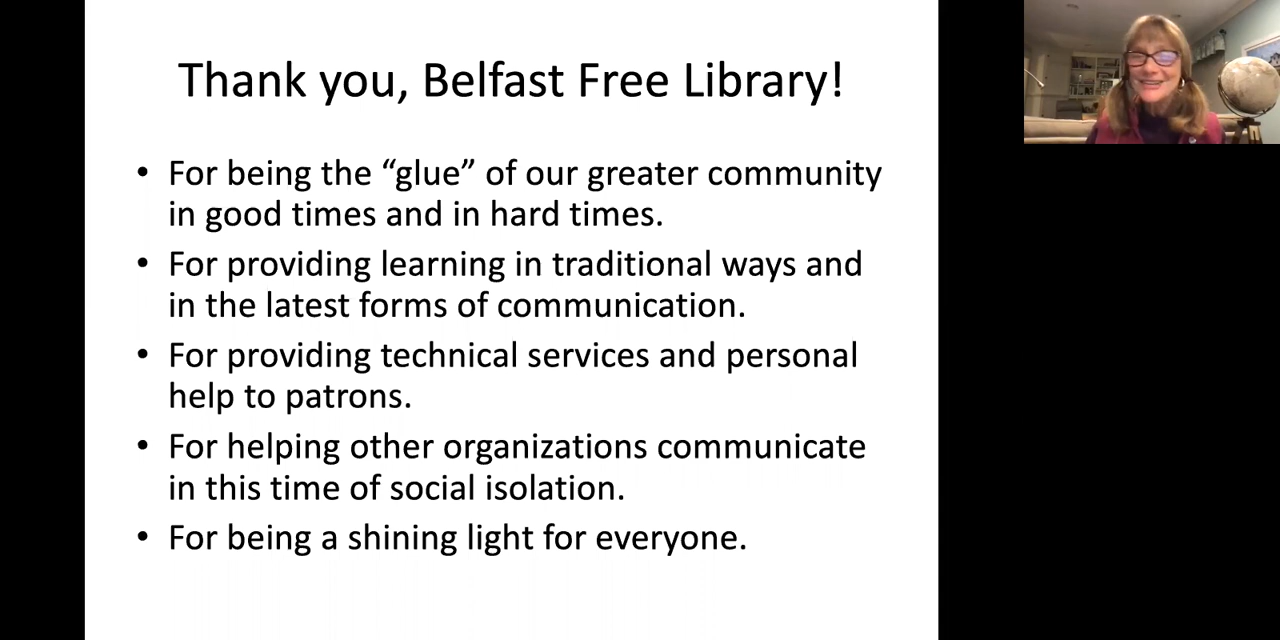 Thank you, Belfast Free Library!
• For being the “glue” of our greater community
in good times and in hard times.
• For providing learning in traditional ways and
in the latest forms of communication.
• For providing technical services and personal
help to patrons.
• For helping other organizations communicate
in this time of social isolation.
• For being a shining light for everyone.